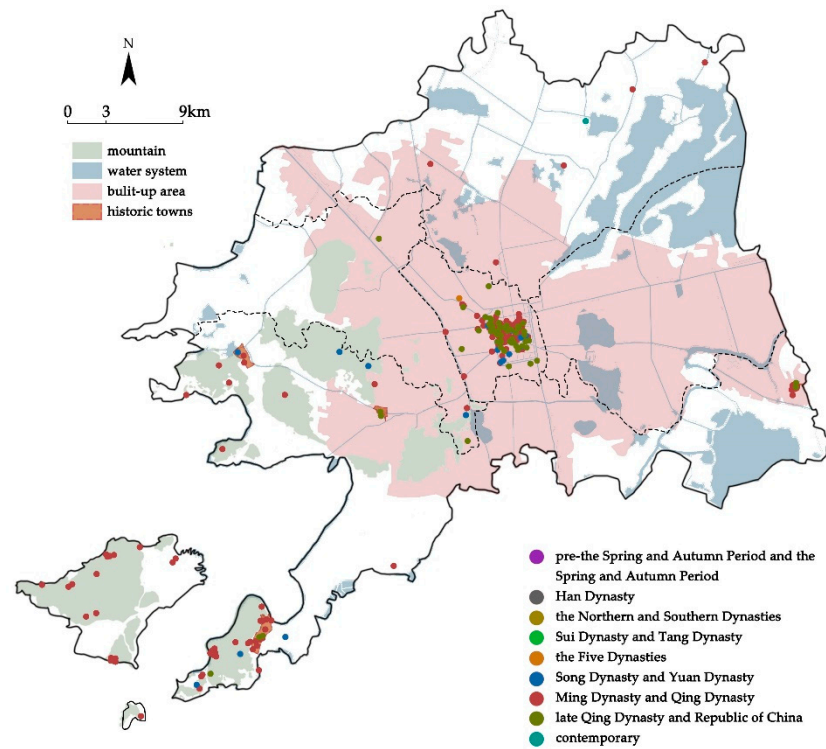 N
0 3 9km
mountain
water system
bulit-up area
historic towns
pre-the Spring and Autumn Period and the
Spring and Autumn Period
Han Dynasty
the Northern and Southern Dynasties
Sui Dynasty and Tang Dynasty
the Five Dynasties
Song Dynasty and Yuan Dynasty
Ming Dynasty and Qing Dynasty
late Qing Dynasty and Republic of China
contemporary